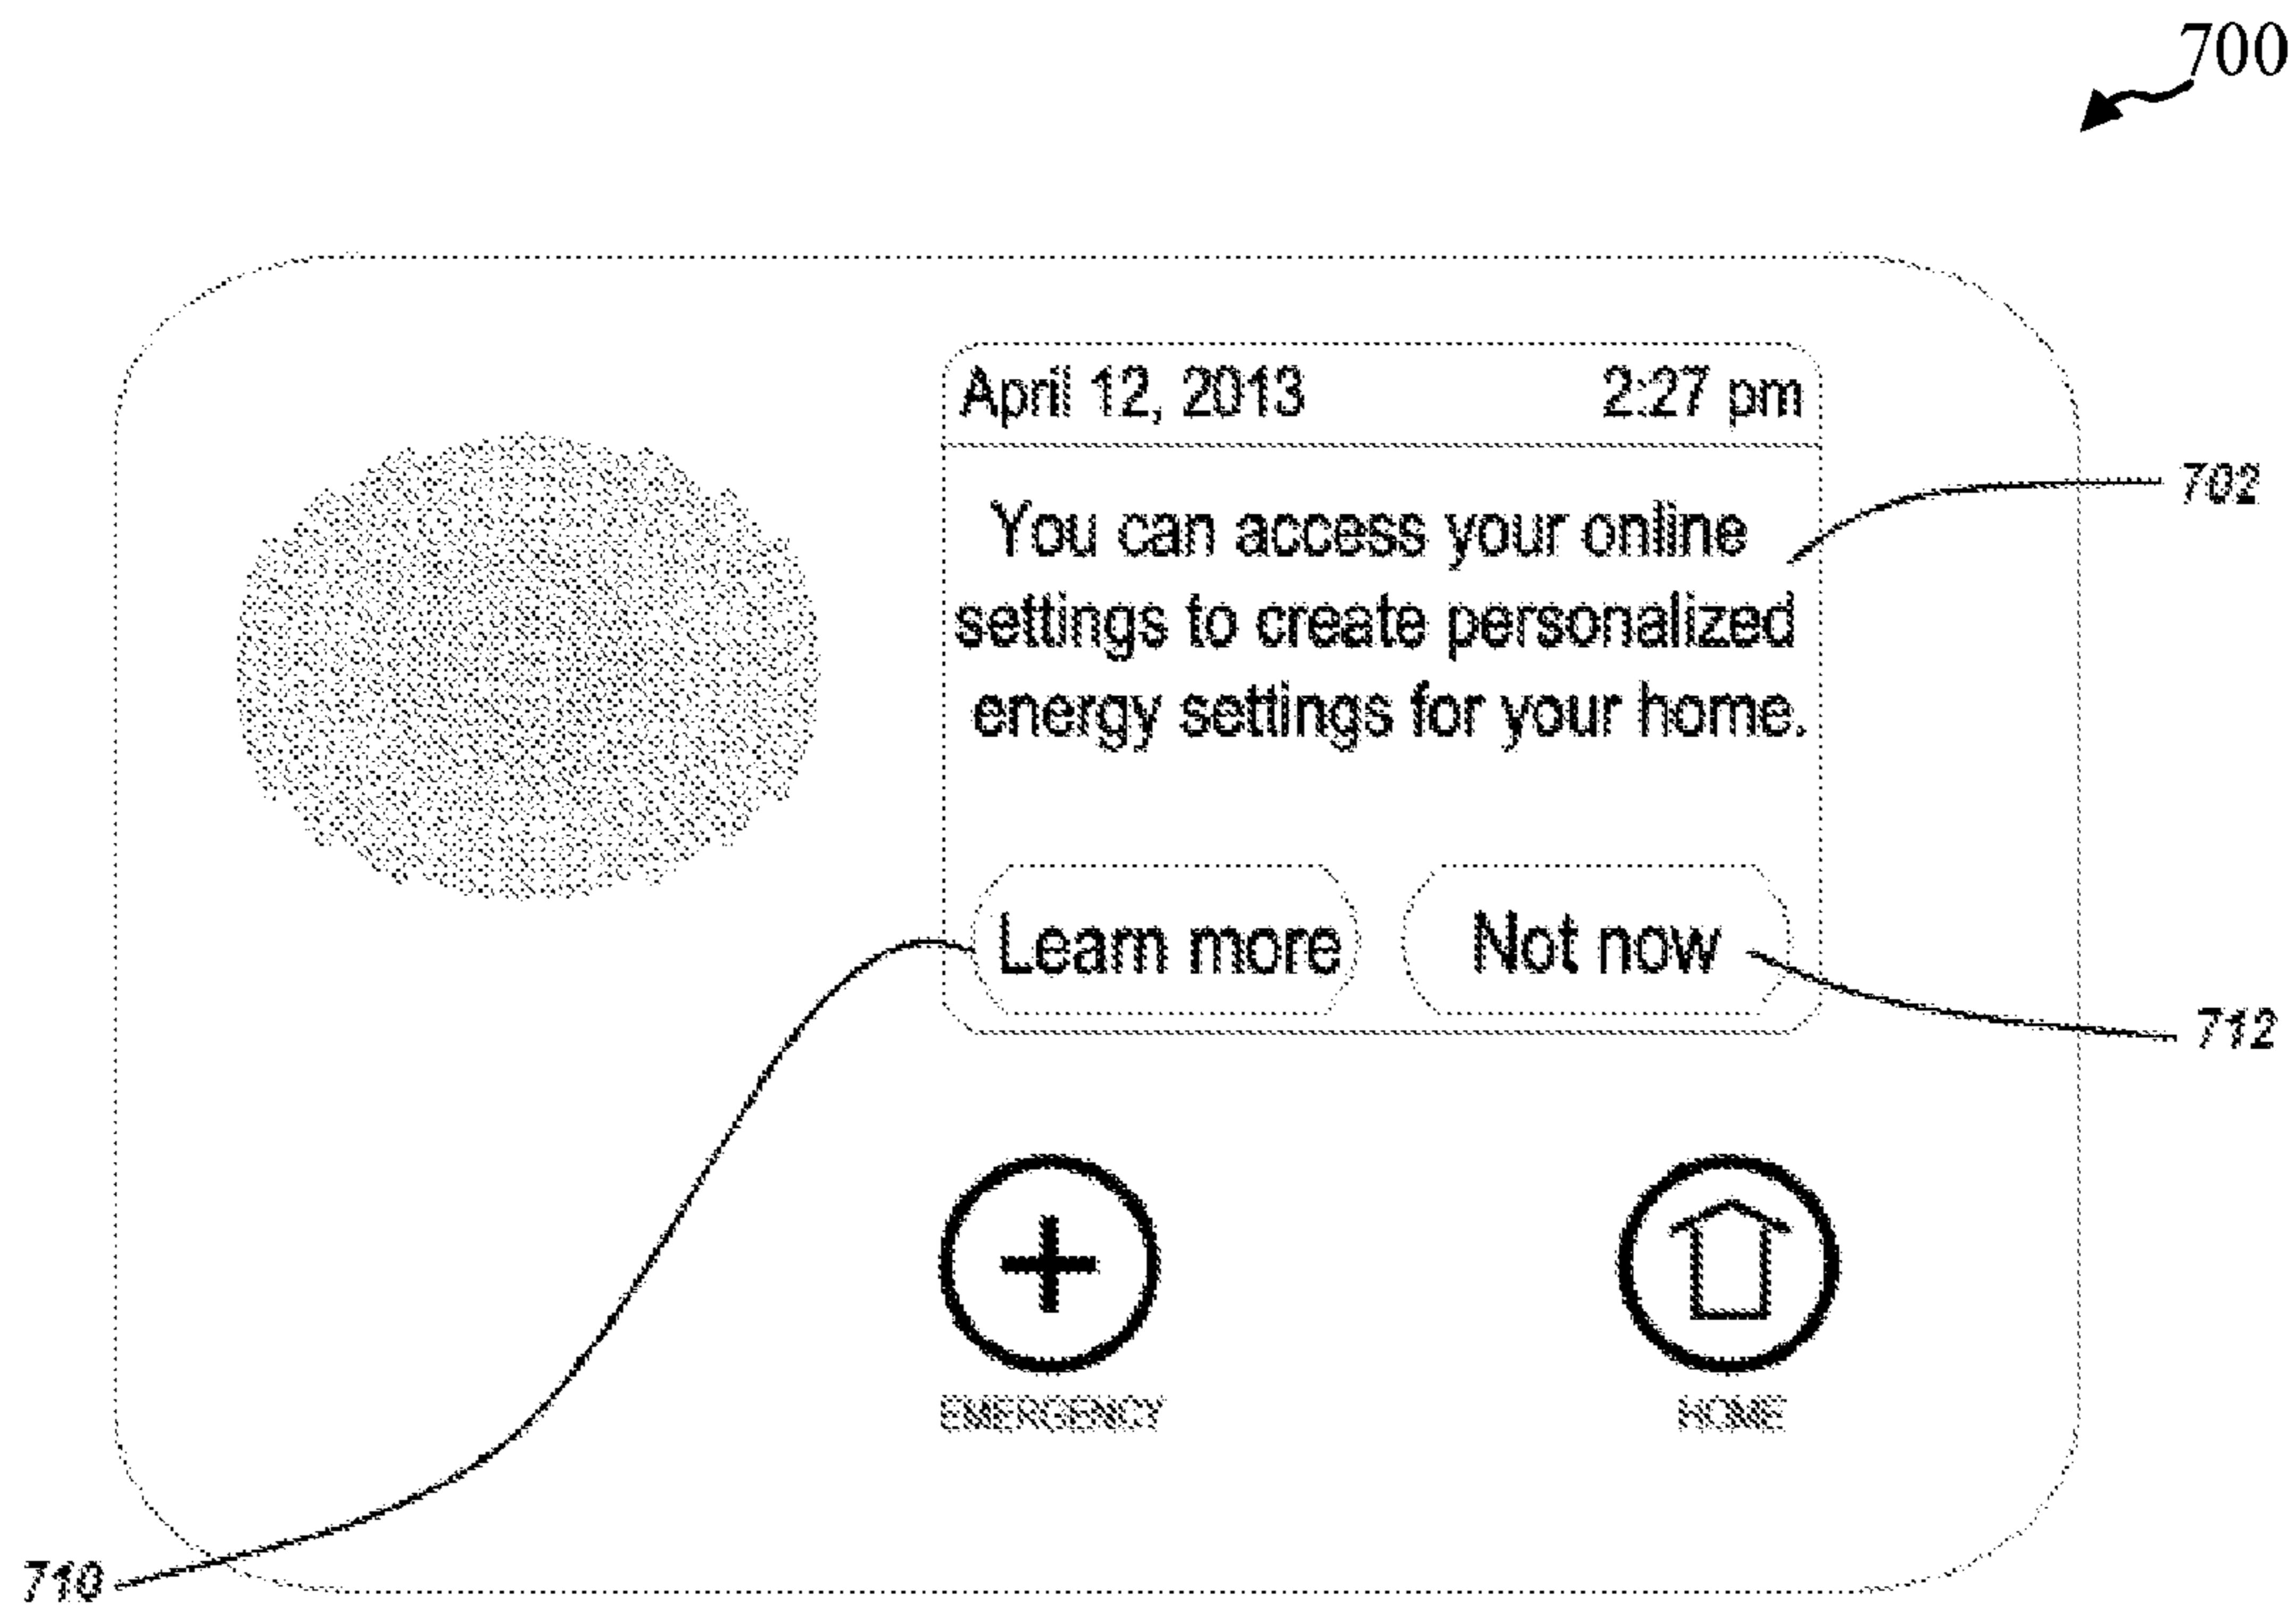 700
April 12, 2013 2:27 pm
You can access your online
settings to create personalized
energy settings for your home.
702
Learn more Not now
712
EMERGENCY HOME
710